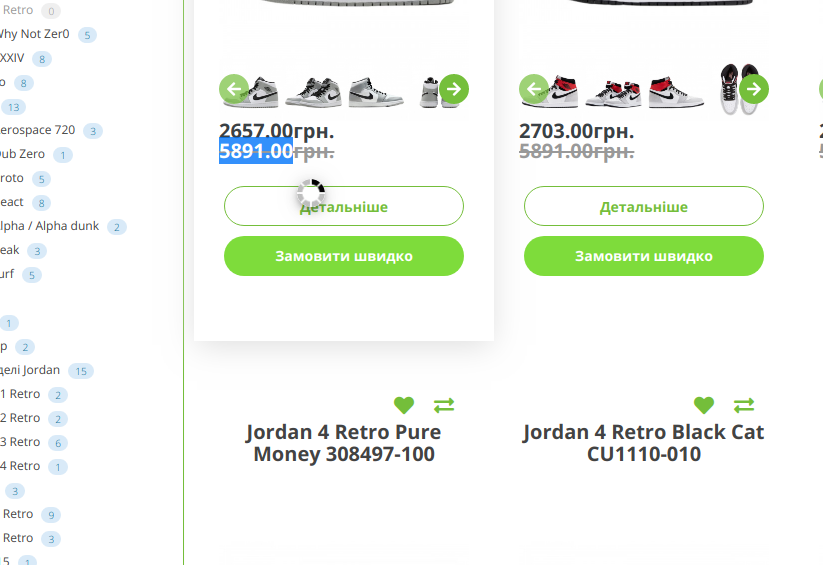 Retro 0
Why Not Zer0 5
XXXIV 8
o 8
13
erospace 720 3
Dub Zero 1
roto 5
eact 8
lpha / Alpha dunk 2
eak 3
urf 5
1
p 2
делі Jordan 15
1 Retro 2
2 Retro 2
3 Retro 6
4 Retro 1
3
Retro 9
Retro 3
5 1
2657.00грн.
5891.00грн.
Детальніше
Замовити швидко
2703.00грн.
5891.00грн.
Детальніше
Замовити швидко
Jordan 4 Retro Pure
Money 308497-100
Jordan 4 Retro Black Cat
CU1110-010